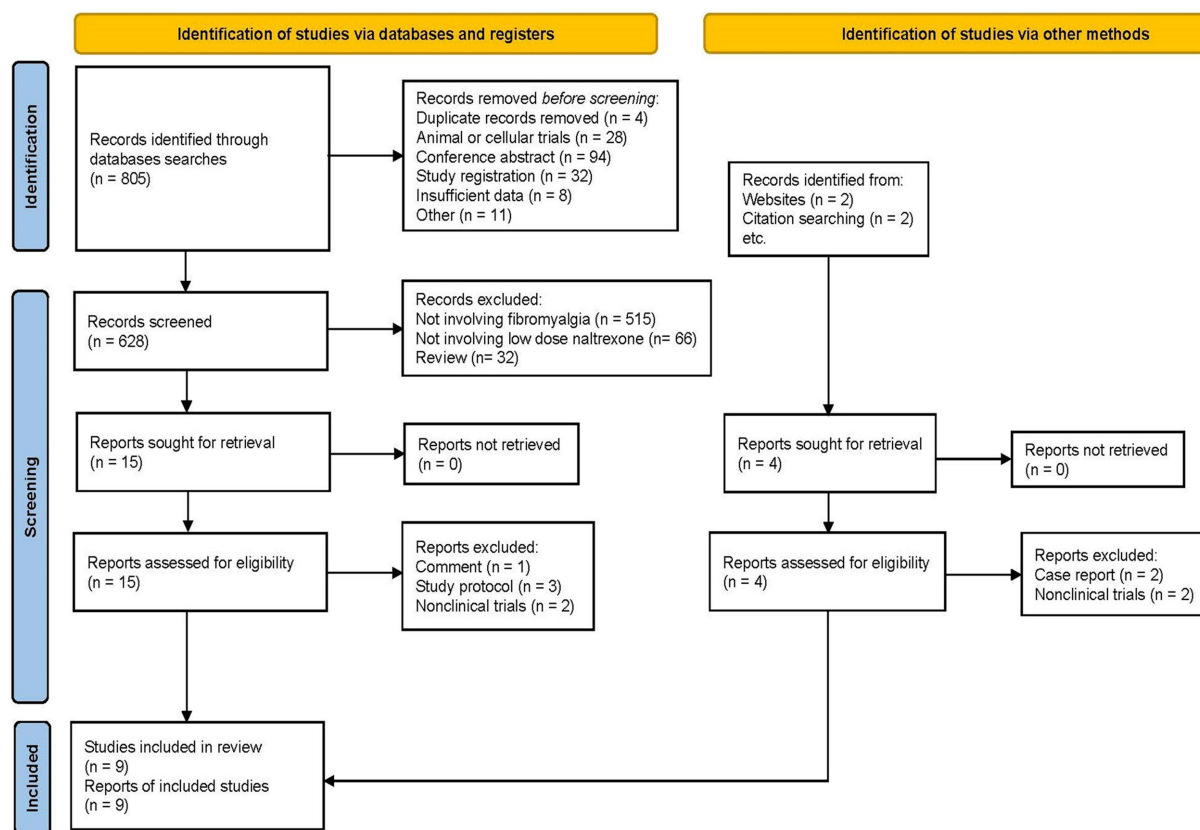 Identification of studies via databases and registers
Identification of studies via other methods
Identification
Records identified through
databases searches
(n = 805)
Records removed before screening:
Duplicate records removed (n = 4)
Animal or cellular trials (n = 28)
Conference abstract (n = 94)
Study registration (n = 32)
Insufficient data (n = 8)
Other (n = 11)
Records identified from:
Websites (n = 2)
Citation searching (n = 2)
etc.
Screening
Records screened
(n = 628)
Records excluded:
Not involving fibromyalgia (n = 515)
Not involving low dose naltrexone (n= 66)
Review (n= 32)
Reports sought for retrieval
(n = 15)
Reports not retrieved
(n = 0)
Reports sought for retrieval
(n = 4)
Reports not retrieved
(n = 0)
Reports assessed for eligibility
(n = 15)
Reports excluded:
Comment (n = 1)
Study protocol (n = 3)
Nonclinical trials (n = 2)
Reports assessed for eligibility
(n = 4)
Reports excluded:
Case report (n = 2)
Nonclinical trials (n = 2)
Included
Studies included in review
(n = 9)
Reports of included studies
(n = 9)